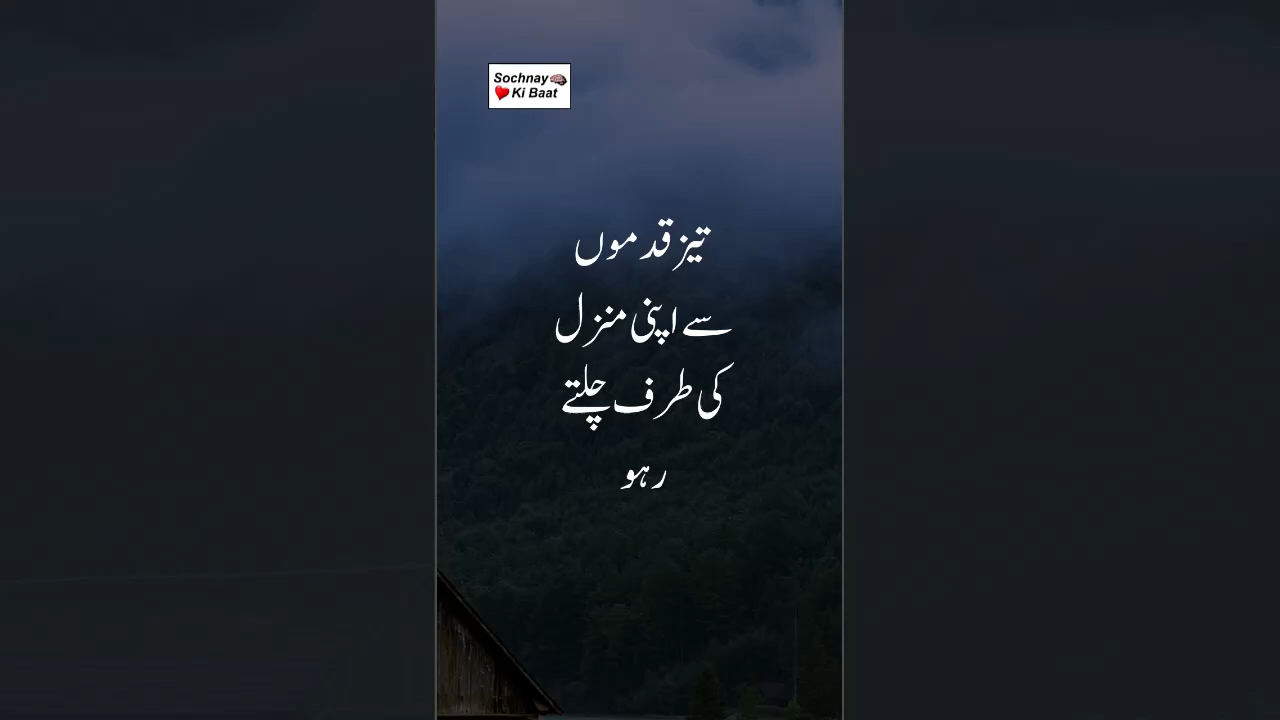 Sochnay
Ki Baat
تیز قدموں
سے اپنی منزل
کی طرف چلتے
رہو